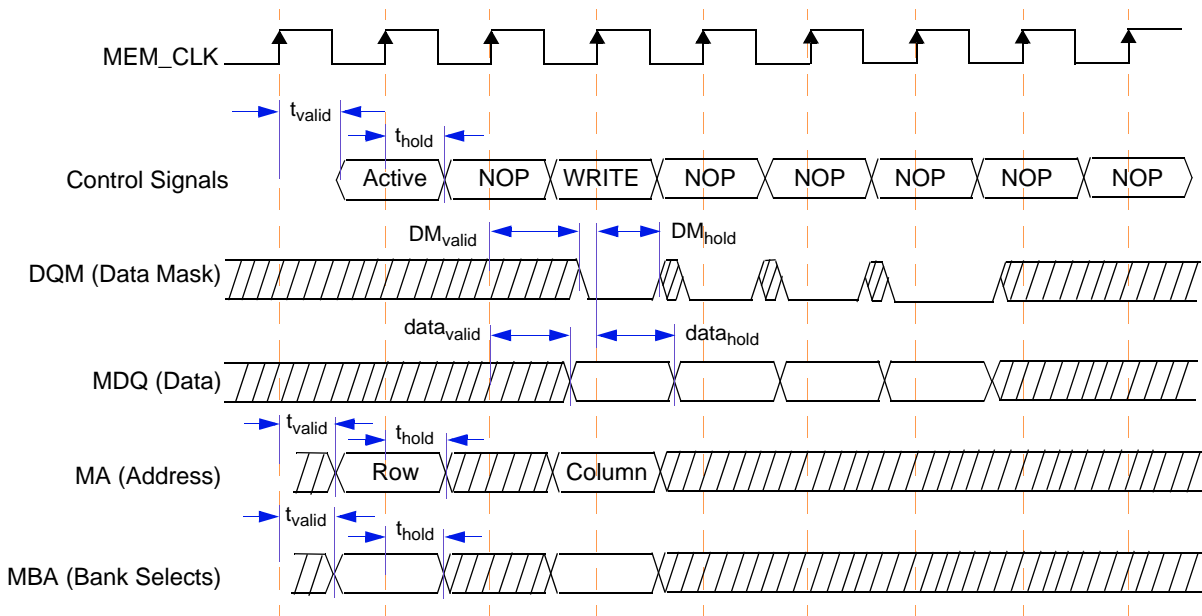 MEM_CLK
tvalid
thold
Control Signals
Active NOP WRITE NOP NOP NOP NOP NOP
DMvalid DMhold
DQM (Data Mask)
datavalid datahold
MDQ (Data)
tvalid thold
MA (Address) Row Column
tvalid thold
MBA (Bank Selects)